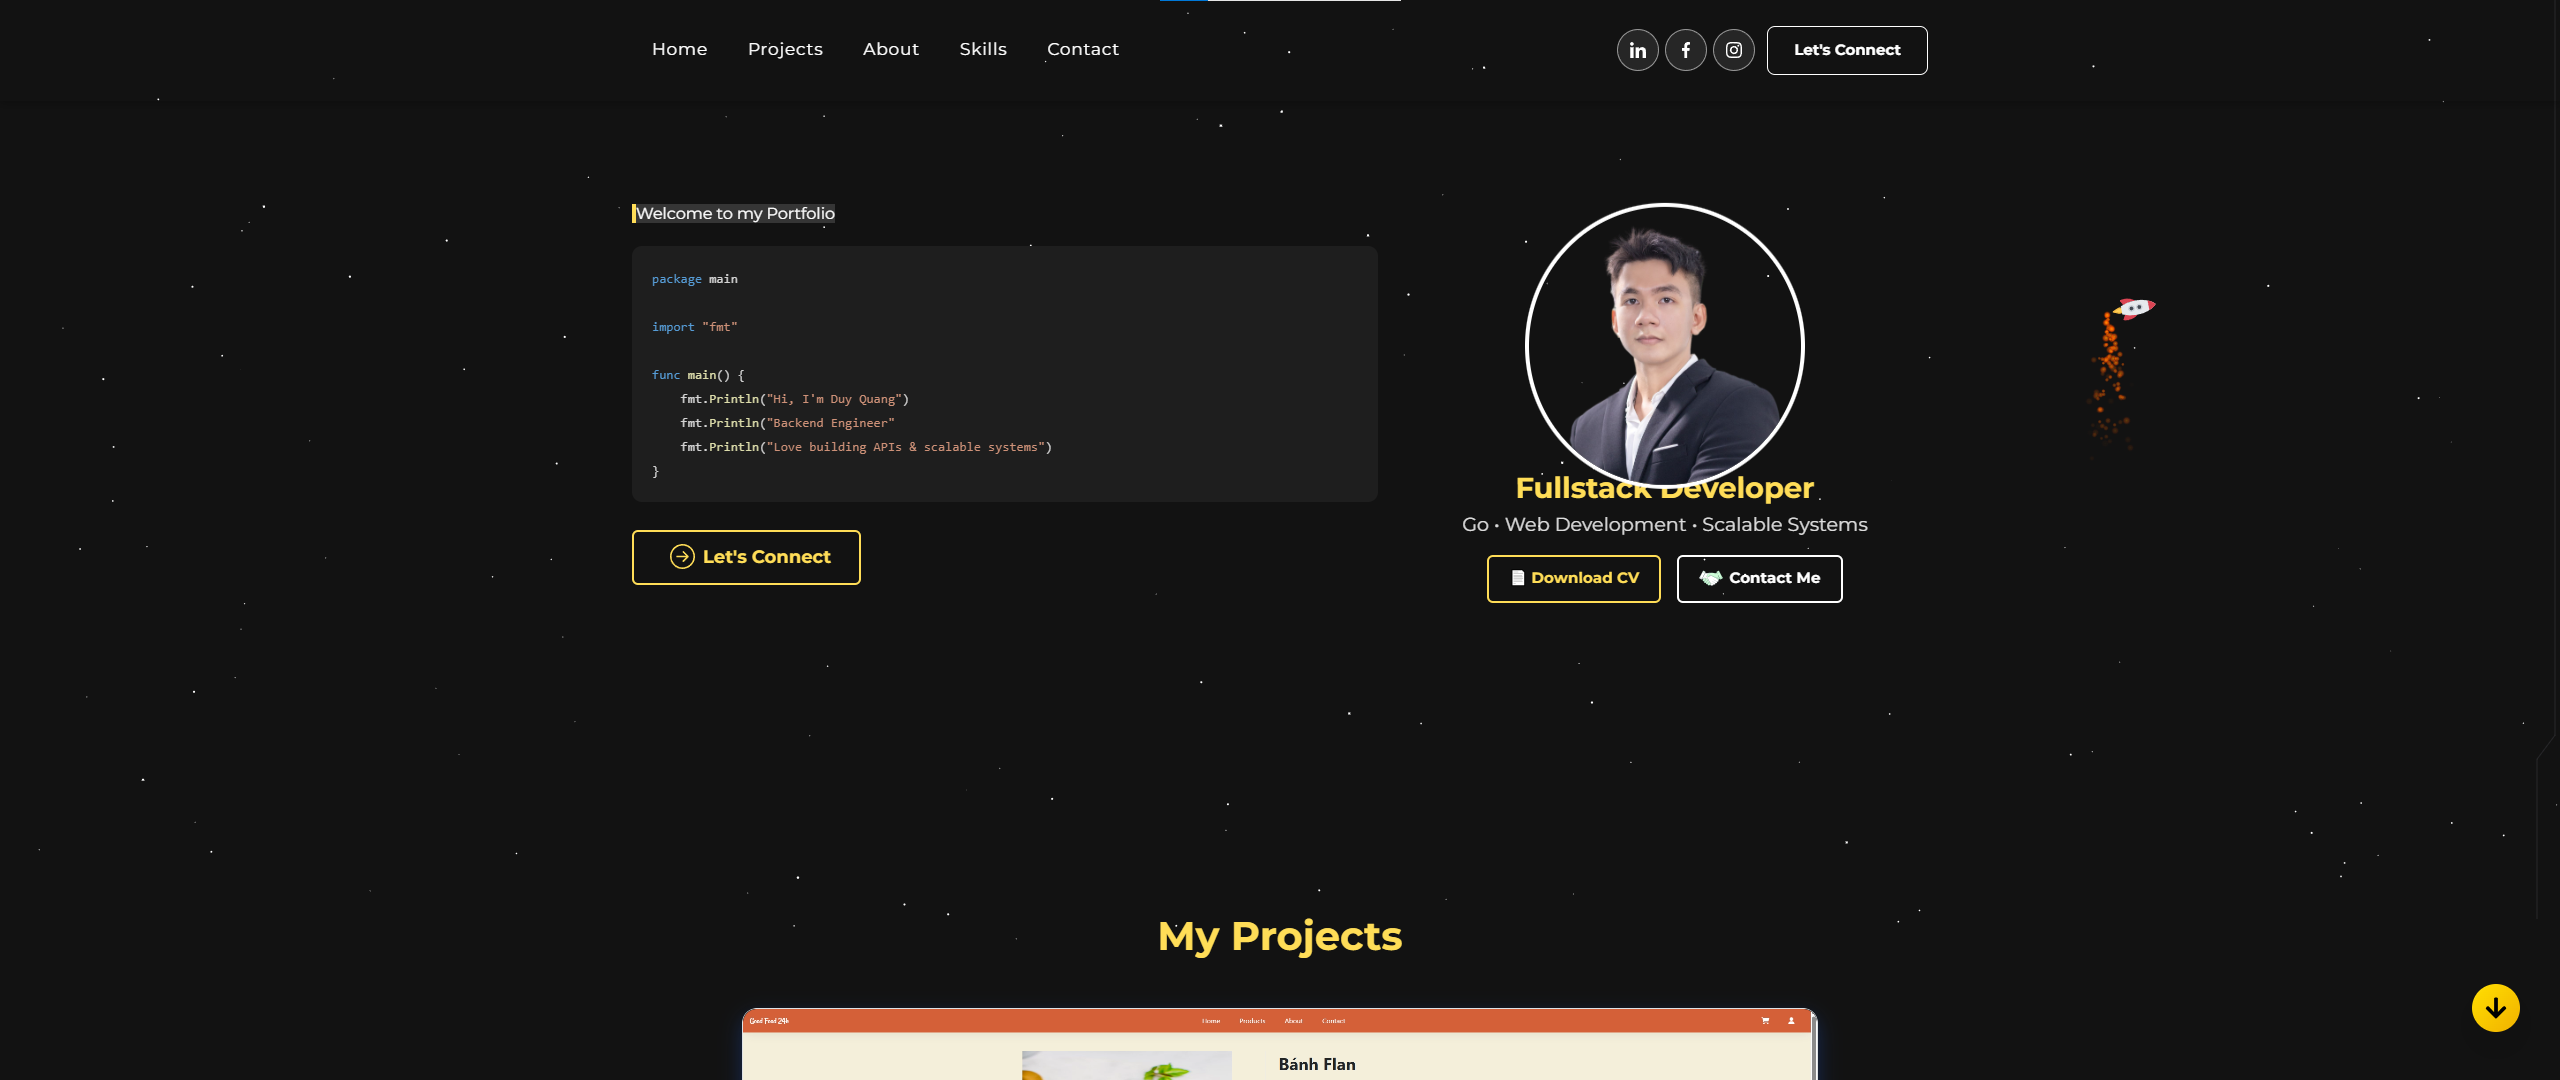 Home Projects About Skills Contact
Let's Connect
Welcome to my Portfolio
package main
import "fmt"
func main() {
fmt.Println("Hi, I'm Duy Quang")
fmt.Println("Backend Engineer"
fmt.Println("Love building APIs & scalable systems")
}
Let's Connect
Fullstack Developer
Go • Web Development • Scalable Systems
Download CV
Contact Me
My Projects
Good Food 24h
Home Products About Contact
Bánh Flan